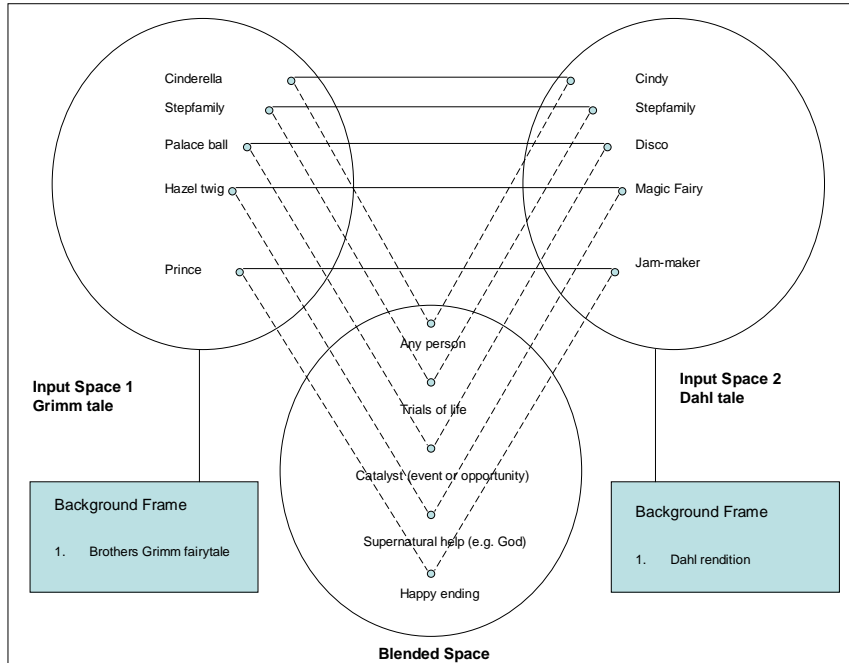 Cinderella
Cindy
Stepfamily
Stepfamily
Palace ball
Disco
Hazel twig
Magic Fairy
Prince
Jam-maker
Any person
Input Space 1
Grimm tale
Input Space 2
Dahl tale
Trials of life
Catalyst (event or opportunity)
Background Frame
1. Brothers Grimm fairytale
Background Frame
1. Dahl rendition
Supernatural help (e.g. God)
Happy ending
Blended Space